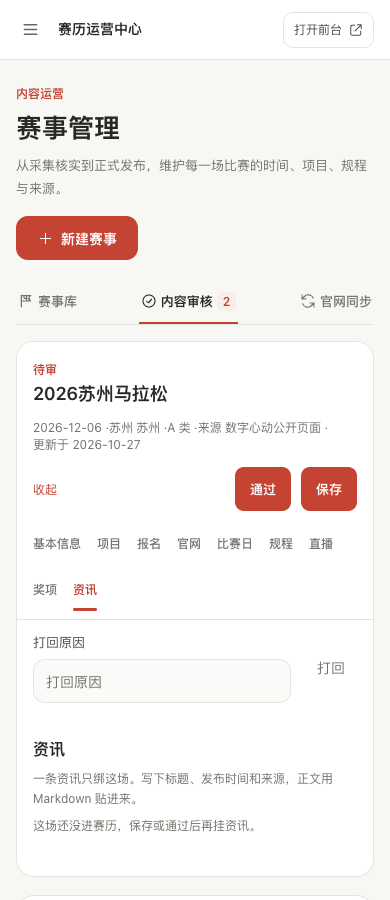 赛历运营中心
打开前台
内容运营
赛事管理
从采集核实到正式发布，维护每一场比赛的时间、项目、规程
与来源。
新建赛事
赛事库
内容审核 2
官网同步
待审
2026苏州马拉松
2026-12-06 ·苏州 苏州 ·A 类 ·来源 数字心动公开页面 ·
更新于 2026-10-27
收起
通过
保存
基本信息 项目 报名 官网 比赛日 规程 直播
奖项 资讯
打回原因
打回原因
打回
资讯
一条资讯只绑这场。写下标题、发布时间和来源，正文用
Markdown 贴进来。
这场还没进赛历，保存或通过后再挂资讯。